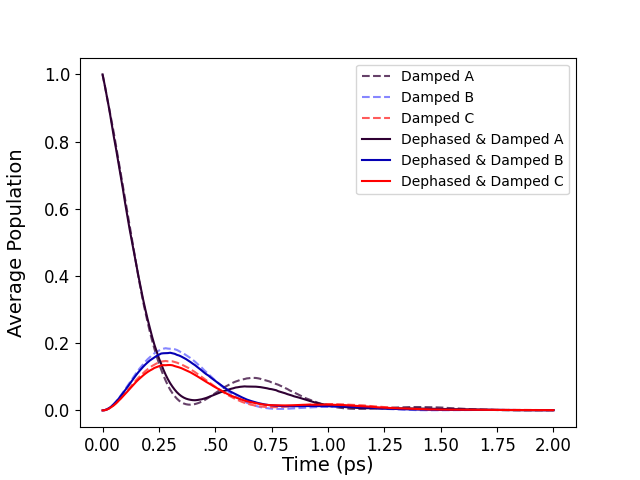 Damped A
Damped B
Damped C
Dephased & Damped A
Dephased & Damped B
Dephased & Damped C
Average Population
1.0
0.8
0.6
0.4
0.2
0.0
0.00 0.25 .50 0.75 1.00 1.25 1.50 1.75 2.00
Time (ps)